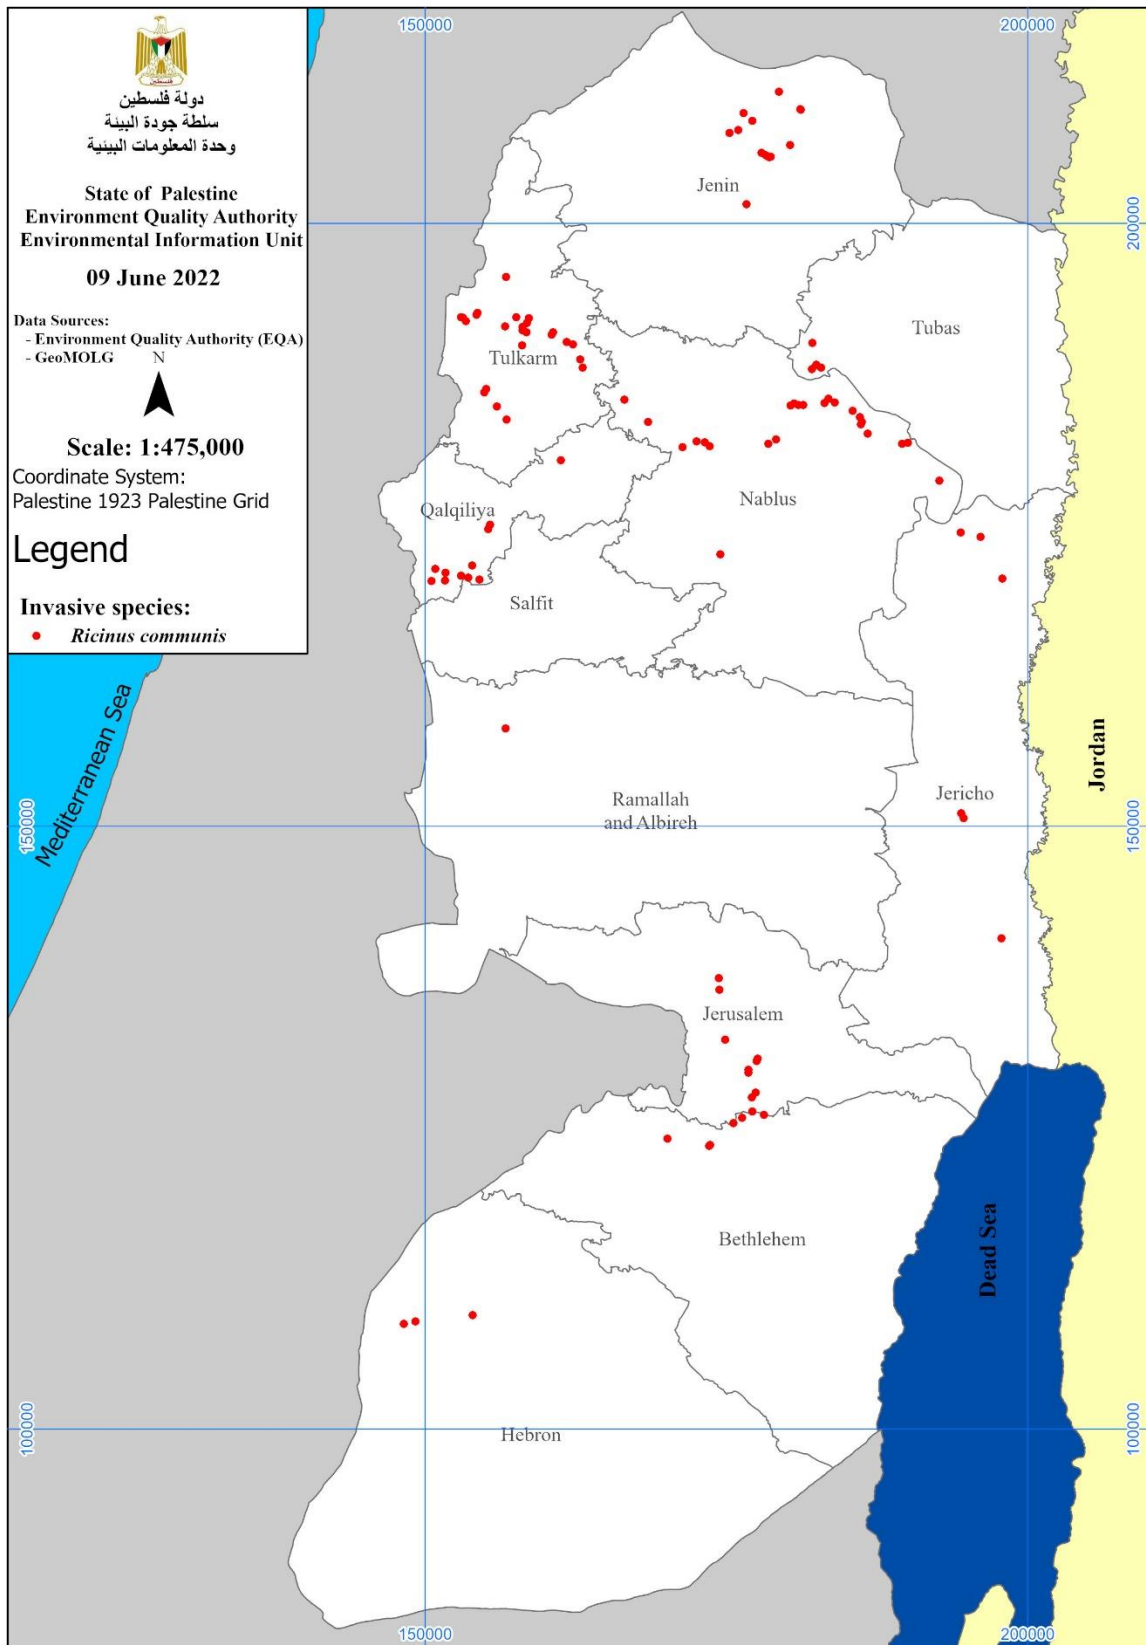 دولة فلسطين
سلطة جودة البيئة
وحدة المعلومات البيئية
State of Palestine
Environment Quality Authority
Environmental Information Unit
09 June 2022
Data Sources:
- Environment Quality Authority (EQA)
- GeoMOLG
N
Scale: 1:475,000
Coordinate System:
Palestine 1923 Palestine Grid
Legend
Invasive species:
Ricinus communis
150000
200000
Jenin
200000
Tubas
Tulkarm
Nablus
Qalqiliya
Salfit
Mediterranean Sea
Jordan
Jericho
Ramallah
and Albireh
150000
150000
Jerusalem
Bethlehem
Dead Sea
Hebron
100000
100000
150000
200000